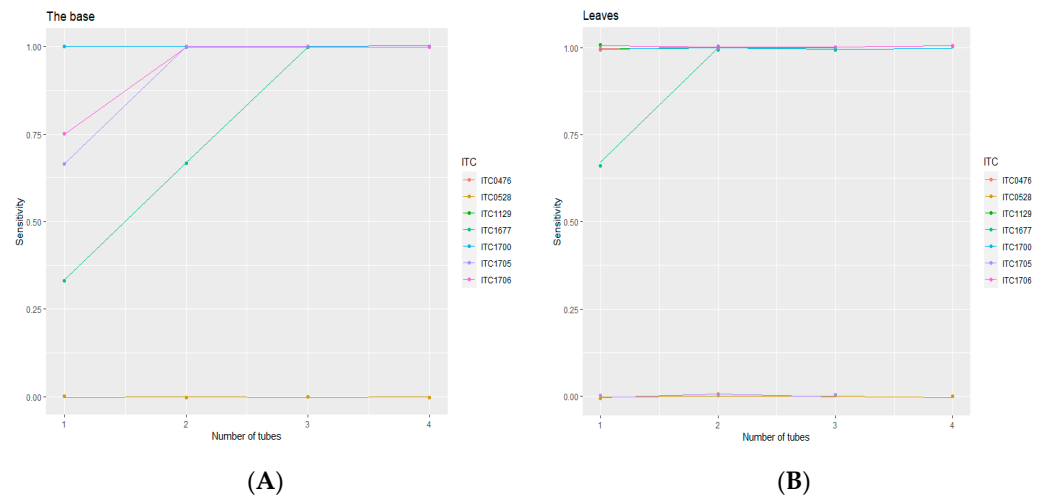 The base
Sensitivity
1.00
0.75
0.50
0.25
0.00
1 2 3 4
Number of tubes
ITC
ITC0476
ITC0528
ITC1129
ITC1677
ITC1700
ITC1705
ITC1706
(A)
Leaves
Sensitivity
1.00
0.75
0.50
0.25
0.00
1 2 3 4
Number of tubes
ITC
ITC0476
ITC0528
ITC1129
ITC1677
ITC1700
ITC1705
ITC1706
(B)